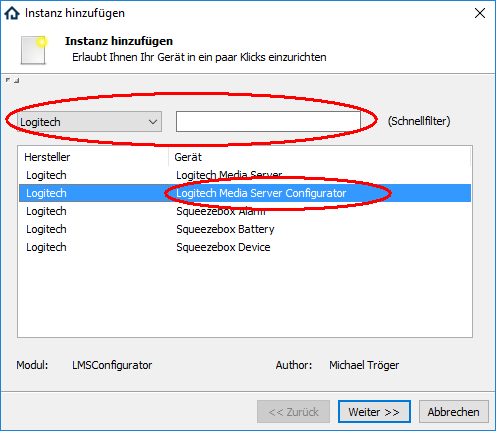 Instanz hinzufügen
Instanz hinzufügen
Erlaubt Ihnen Ihr Gerät in ein paar Klicks einzurichten
Logitech (Schnellfilter)
Hersteller Gerät
Logitech Logitech Media Server
Logitech Logitech Media Server Configurator
Logitech Squeezebox Alarm
Logitech Squeezebox Battery
Logitech Squeezebox Device
Modul: LMSConfigurator Author: Michael Tröger
<< Zurück Weiter >> Abbrechen